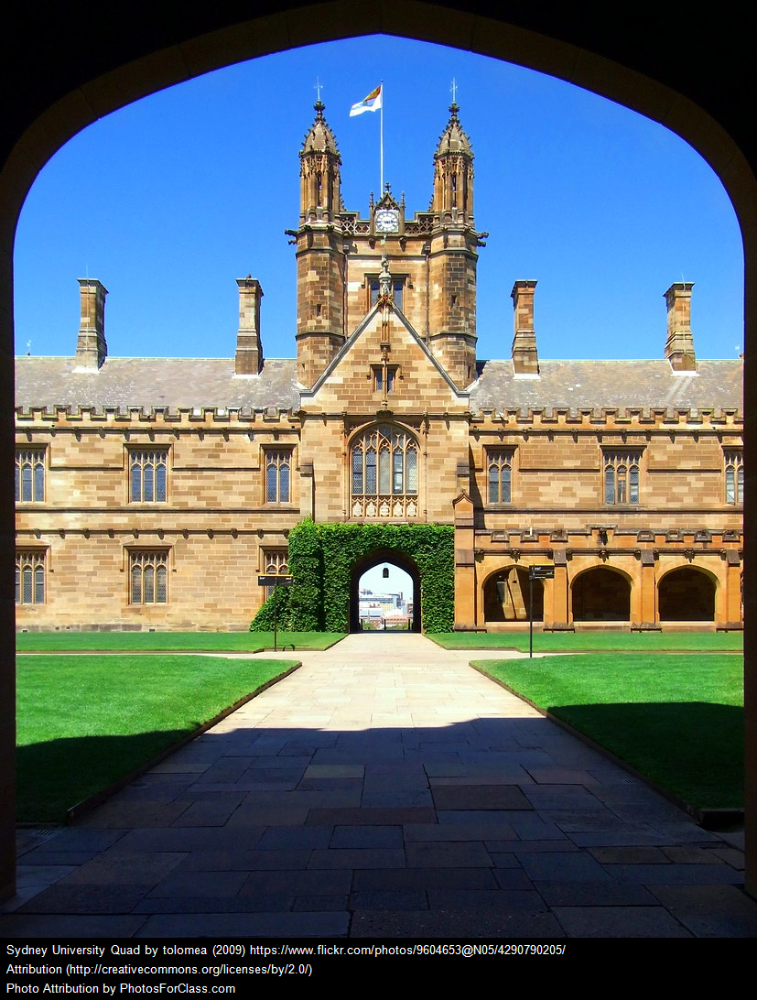 Sydney University Quad by tolomea (2009) https://www.flickr.com/photos/9604653@N05/4290790205/
Attribution (http://creativecommons.org/licenses/by/2.0/)
Photo Attribution by PhotosForClass.com